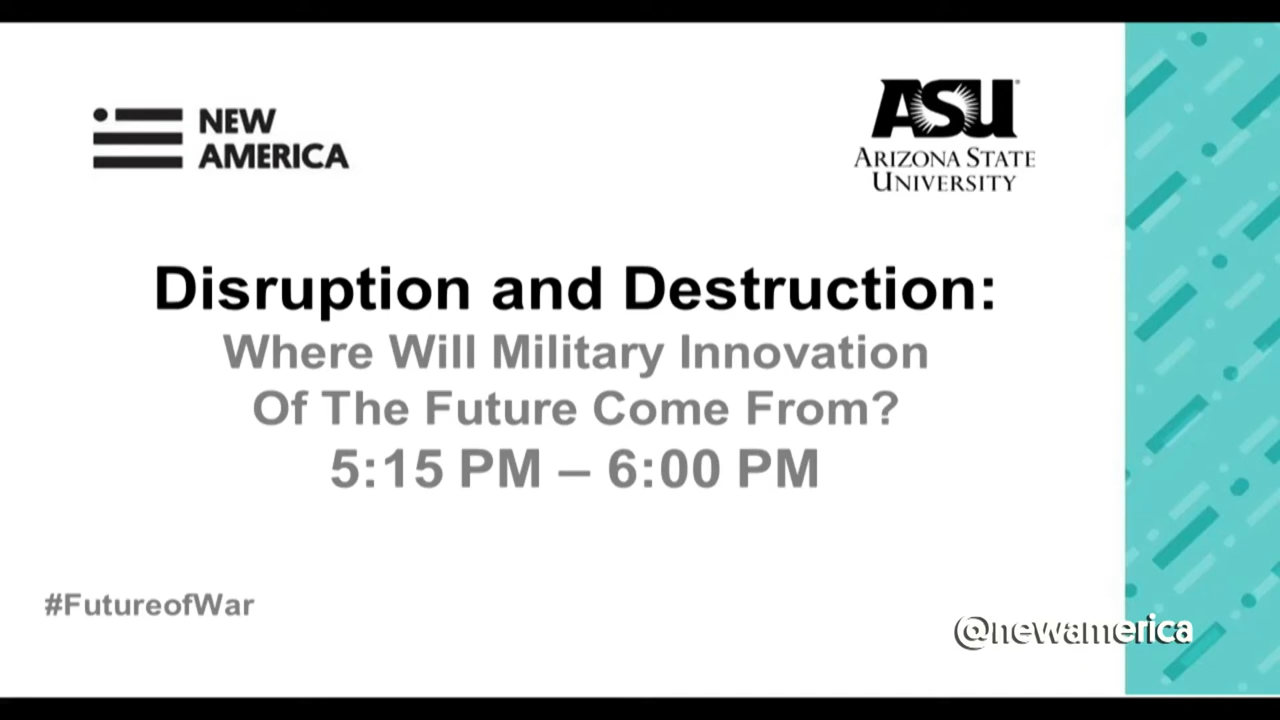 NEW
AMERICA
ASU
ARIZONA STATE
UNIVERSITY
Disruption and Destruction:
Where Will Military Innovation
Of The Future Come From?
5:15 PM – 6:00 PM
#FutureofWar
@newamerica